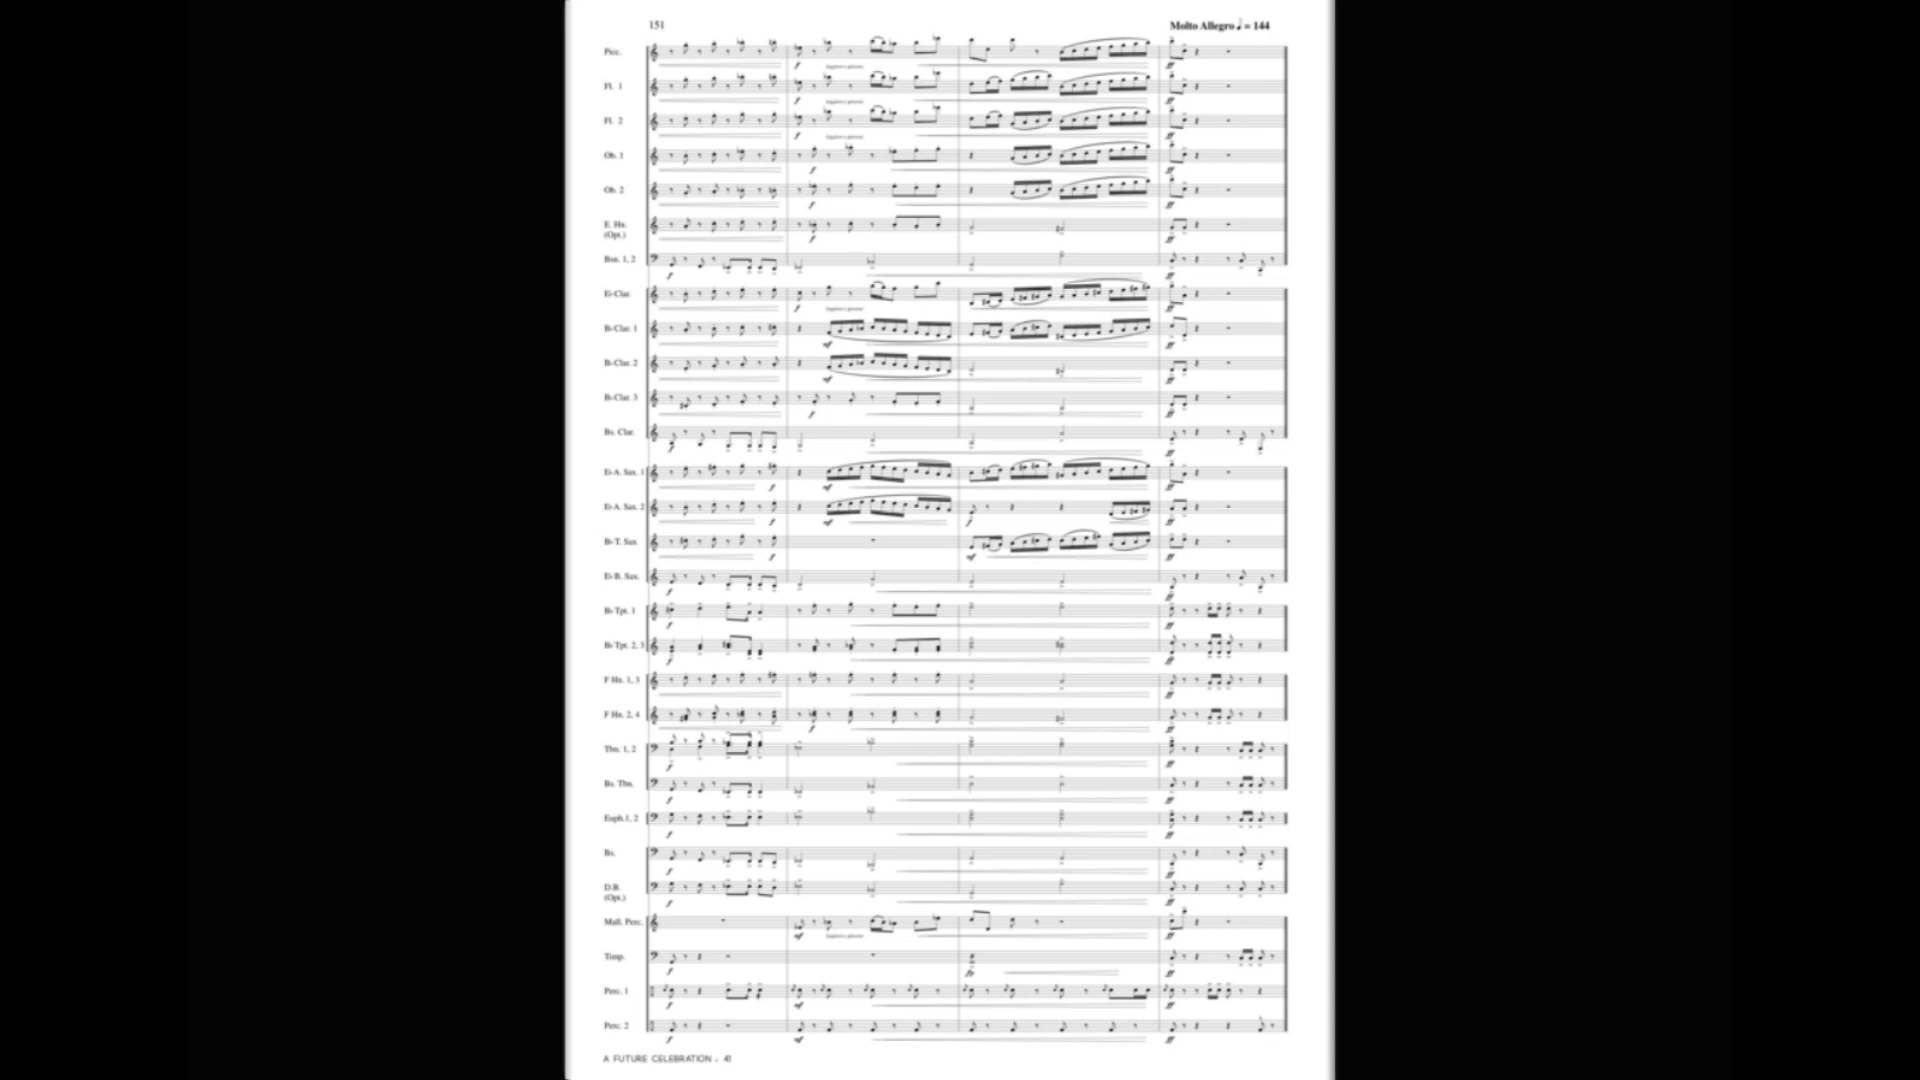 151
Molto Allegro ♩ = 144
Picc.
Fl. 1
Fl. 2
Ob. 1
Ob. 2
E. Hn.
(Opt.)
Bsn. 1, 2
E♭ Clar.
B♭ Clar. 1
B♭ Clar. 2
B♭ Clar. 3
Bs. Clar.
E♭ A. Sax. 1
E♭ A. Sax. 2
B♭ T. Sax
E♭ B. Sax.
B♭ Tpt. 1
B♭ Tpt. 2, 3
F Hn. 1, 3
F Hn. 2, 4
Tbn. 1, 2
Bs. Tbn.
Euph.1, 2
Bs.
D.B.
(Opt.)
Mall. Perc.
Timp.
Perc. 1
Perc. 2
A FUTURE CELEBRATION - 41